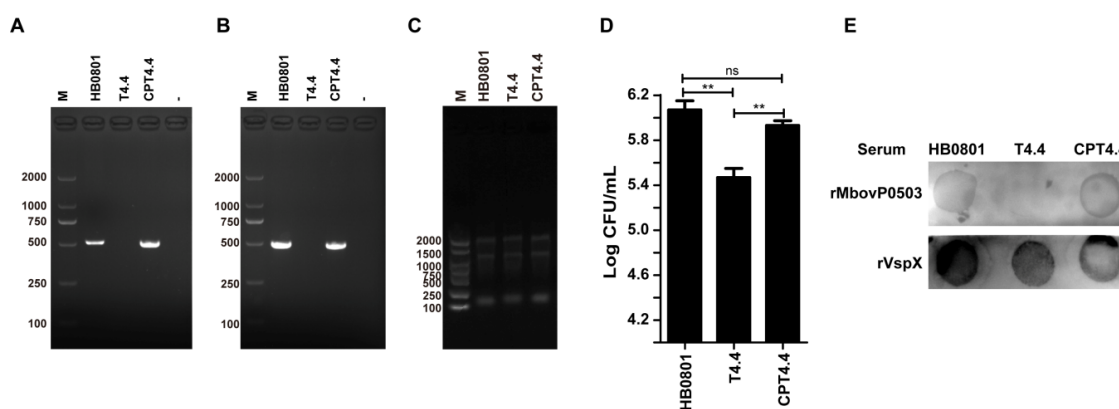 A
M
HB0801
T4.4
CPT4.4
-
2000
1000
750
500
250
100
B
M
HB0801
T4.4
CPT4.4
-
2000
1000
750
500
250
100
C
M
HB0801
T4.4
CPT4.4
2000
1500
1000
750
500
250
100
D
ns
** **
Log CFU/mL
6.2
5.8
5.4
5.0
4.6
4.2
HB0801
T4.4
CPT4.4
E
Serum HB0801 T4.4 CPT4.4
rMbovP0503
rVspX